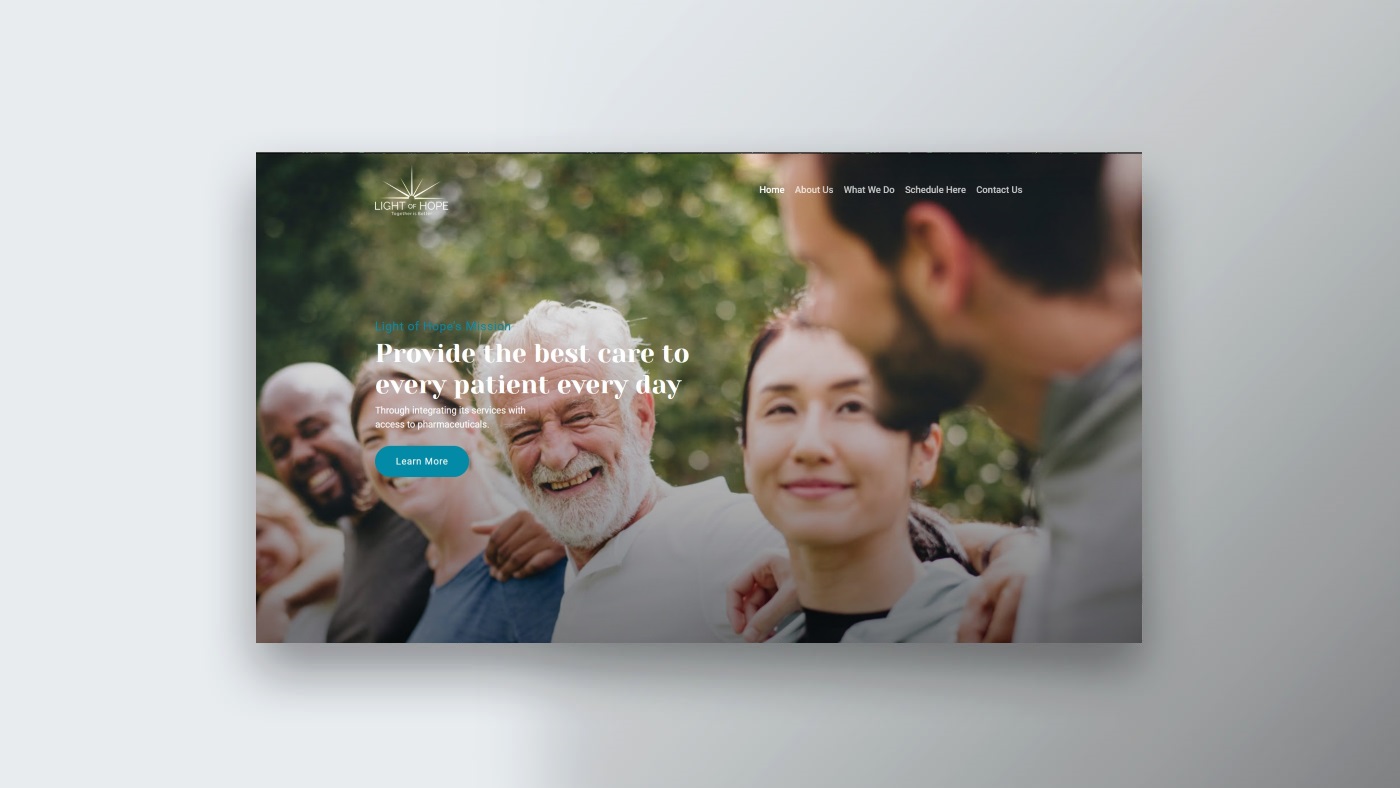 LIGHT OF HOPE
Together is Better
Home About Us What We Do Schedule Here Contact Us
Light of Hope's Mission:
Provide the best care to
every patient every day
Through integrating its services with
access to pharmaceuticals.
Learn More